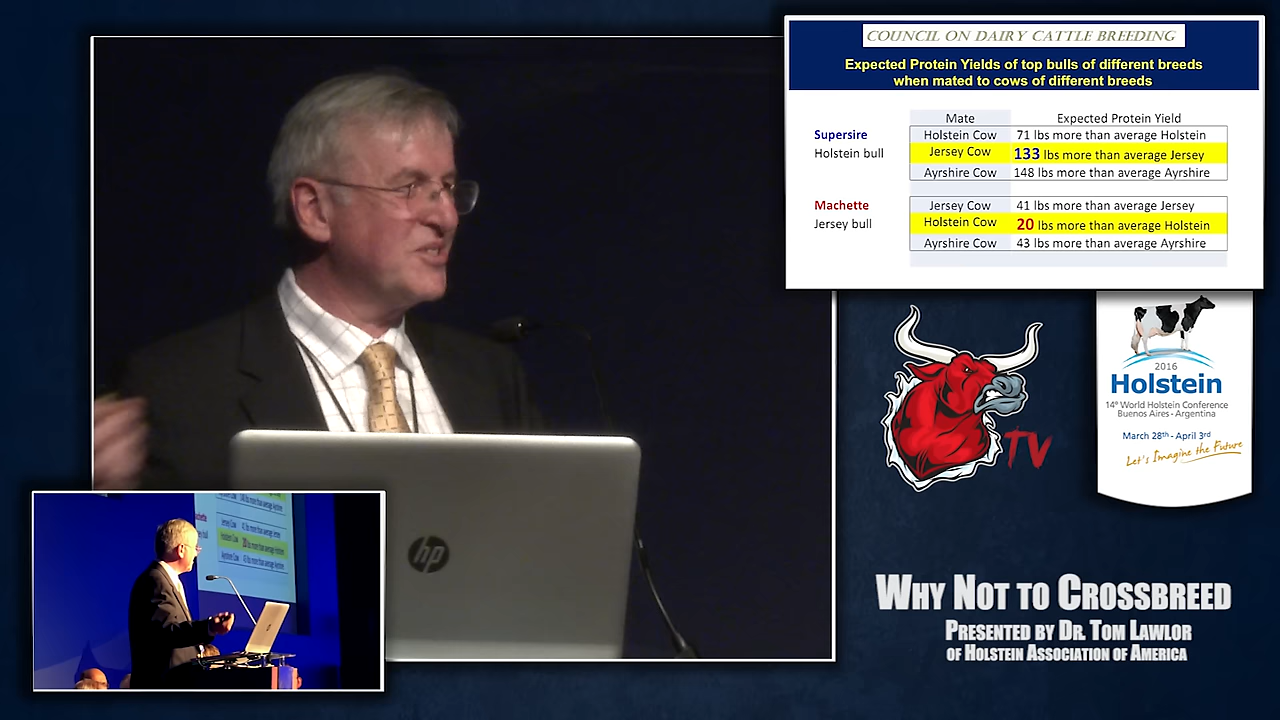 COUNCIL ON DAIRY CATTLE BREEDING
Expected Protein Yields of top bulls of different breeds
when mated to cows of different breeds
Mate Expected Protein Yield
Supersire Holstein Cow 71 lbs more than average Holstein
Holstein bull Jersey Cow 133 lbs more than average Jersey
Ayrshire Cow 148 lbs more than average Ayrshire
Machette Jersey Cow 41 lbs more than average Jersey
Jersey bull Holstein Cow 20 lbs more than average Holstein
Ayrshire Cow 43 lbs more than average Ayrshire
TV
2016
Holstein
14º World Holstein Conference
Buenos Aires - Argentina
March 28th - April 3rd
Let's Imagine the Future
hp
WHY NOT TO CROSSBREED
PRESENTED BY DR. TOM LAWLOR
OF HOLSTEIN ASSOCIATION OF AMERICA